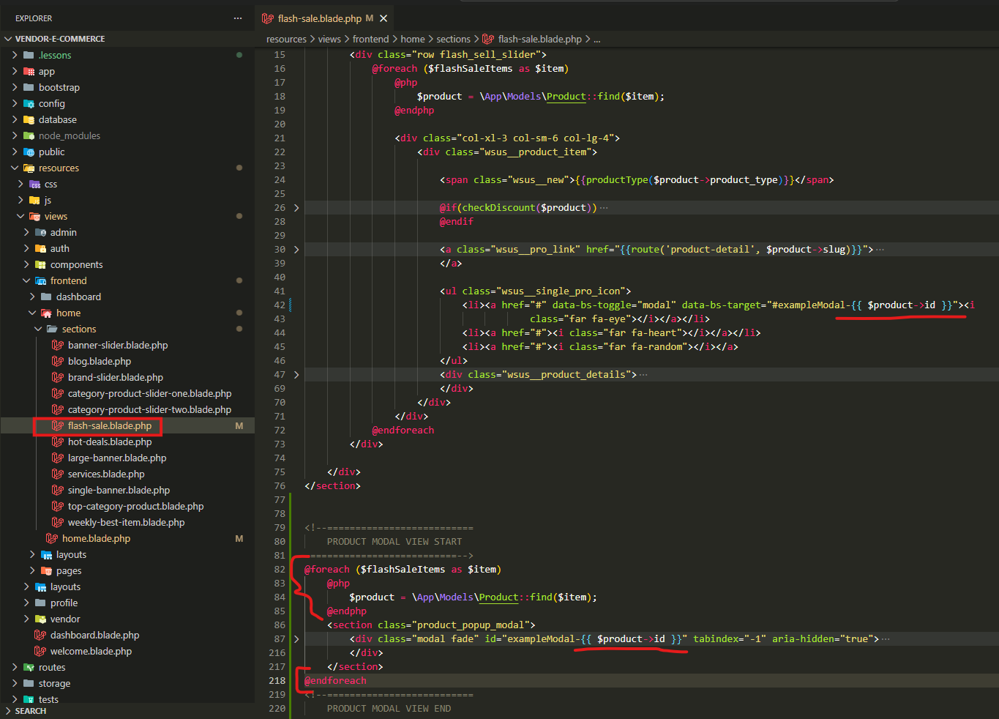 EXPLORER
···
VENDOR-E-COMMERCE
.lessons
app
bootstrap
config
database
node_modules
public
resources
css
js
views
admin
auth
components
frontend
dashboard
home
sections
banner-slider.blade.php
blog.blade.php
brand-slider.blade.php
category-product-slider-one.blade.php
category-product-slider-two.blade.php
flash-sale.blade.php M
hot-deals.blade.php
large-banner.blade.php
services.blade.php
single-banner.blade.php
top-category-product.blade.php
weekly-best-item.blade.php
home.blade.php M
layouts
pages
layouts
profile
vendor
dashboard.blade.php
welcome.blade.php
routes
storage
tests
SEARCH
flash-sale.blade.php M
resources > views > frontend > home > sections > flash-sale.blade.php > ...
15 <div class="row flash_sell_slider">
16 @foreach ($flashSaleItems as $item)
17 @php
18 $product = \App\Models\Product::find($item);
19 @endphp
20
21 <div class="col-xl-3 col-sm-6 col-lg-4">
22 <div class="wsus__product_item">
23
24 <span class="wsus__new">{{productType($product->product_type)}}</span>
25
26 @if(checkDiscount($product))···
28 @endif
29
30 <a class="wsus__pro_link" href="{{route('product-detail', $product->slug)}}">···
39 </a>
40
41 <ul class="wsus__single_pro_icon">
42 <li><a href="#" data-bs-toggle="modal" data-bs-target="#exampleModal-{{ $product->id }}"><i
43 class="far fa-eye"></i></a></li>
44 <li><a href="#"><i class="far fa-heart"></i></a></li>
45 <li><a href="#"><i class="far fa-random"></i></a>
46 </ul>
47 <div class="wsus__product_details">···
69 </div>
70 </div>
71 </div>
72 @endforeach
73 </div>
74
75 </div>
76 </section>
77
78
79 <!--==========================
80 PRODUCT MODAL VIEW START
81 ===========================-->
82 @foreach ($flashSaleItems as $item)
83 @php
84 $product = \App\Models\Product::find($item);
85 @endphp
86 <section class="product_popup_modal">
87 <div class="modal fade" id="exampleModal-{{ $product->id }}" tabindex="-1" aria-hidden="true">···
216 </div>
217 </section>
218 @endforeach
219 <!--==========================
220 PRODUCT MODAL VIEW END